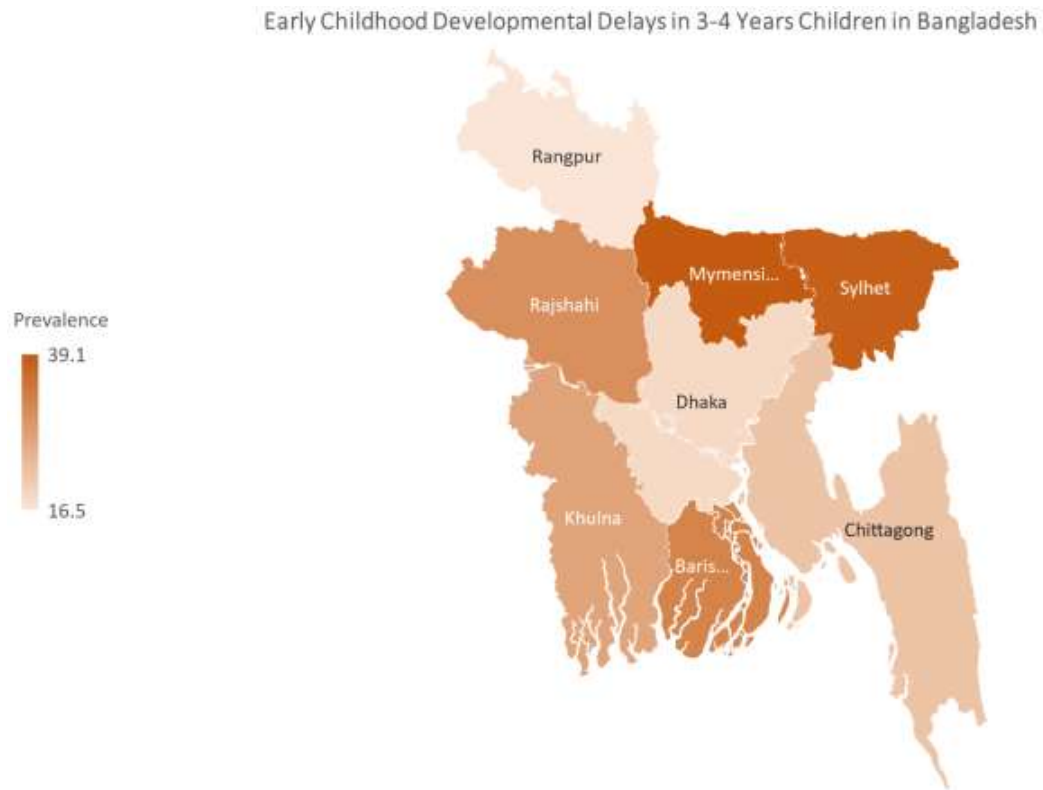 Early Childhood Developmental Delays in 3-4 Years Children in Bangladesh
Rangpur
Mymensi...
Sylhet
Rajshahi
Prevalence
39.1
16.5
Dhaka
Khulna
Chittagong
Baris...